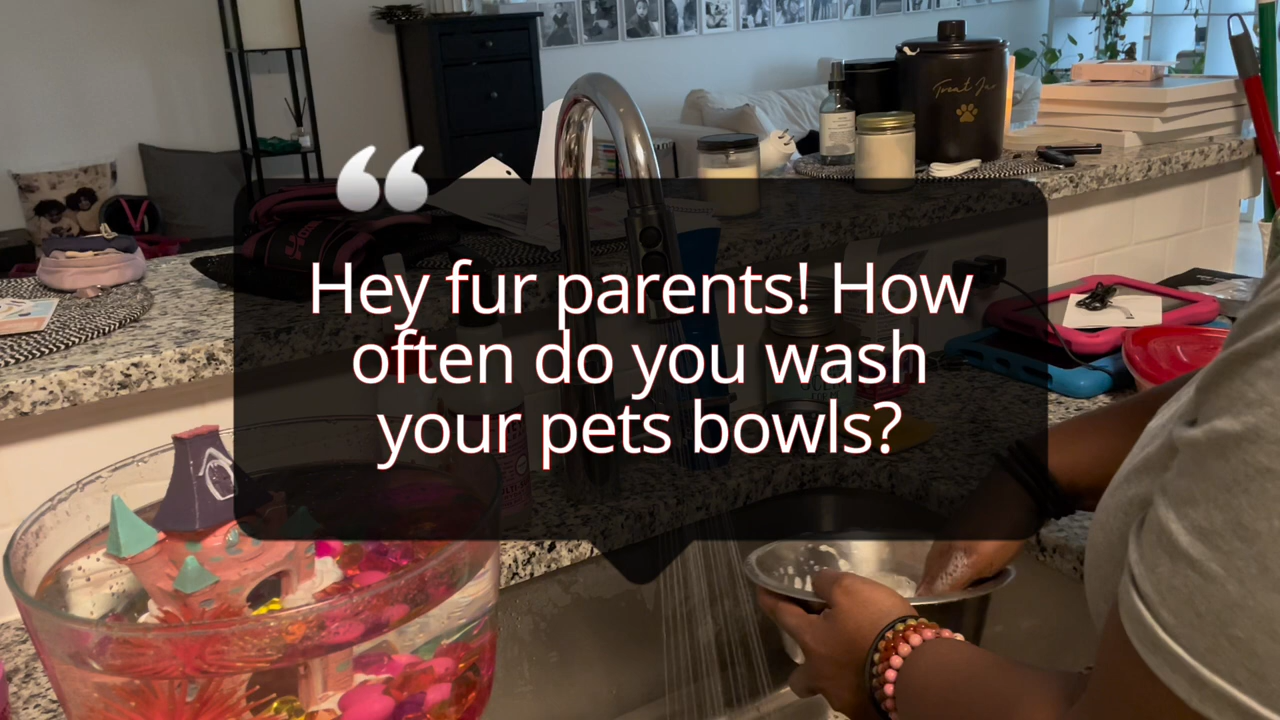 Treat Jar
“
Hey fur parents! How
often do you wash
your pets bowls?